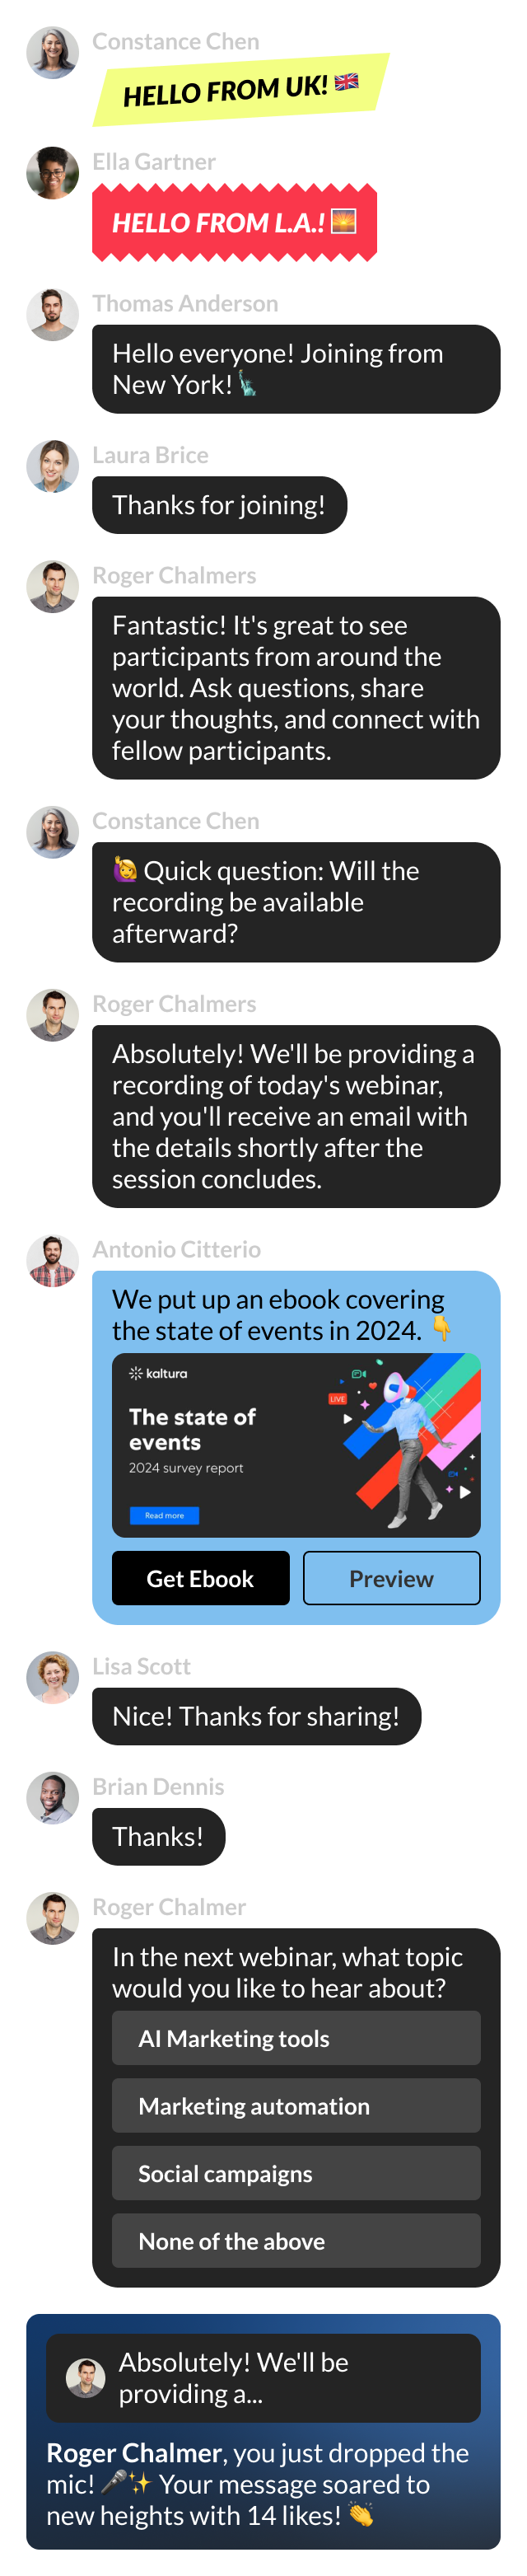 Constance Chen
HELLO FROM UK! 🇬🇧
Ella Gartner
HELLO FROM L.A.! 🌅
Thomas Anderson
Hello everyone! Joining from
New York!🗽
Laura Brice
Thanks for joining!
Roger Chalmers
Fantastic! It's great to see
participants from around the
world. Ask questions, share
your thoughts, and connect with
fellow participants.
Constance Chen
🙋‍♀️ Quick question: Will the
recording be available
afterward?
Roger Chalmers
Absolutely! We'll be providing a
recording of today's webinar,
and you'll receive an email with
the details shortly after the
session concludes.
Antonio Citterio
We put up an ebook covering
the state of events in 2024. 👇
kaltura
LIVE
The state of
events
2024 survey report
Read more
Get Ebook
Preview
Lisa Scott
Nice! Thanks for sharing!
Brian Dennis
Thanks!
Roger Chalmer
In the next webinar, what topic
would you like to hear about?
AI Marketing tools
Marketing automation
Social campaigns
None of the above
Absolutely! We'll be
providing a...
Roger Chalmer, you just dropped the
mic! 🎤✨ Your message soared to
new heights with 14 likes! 👏